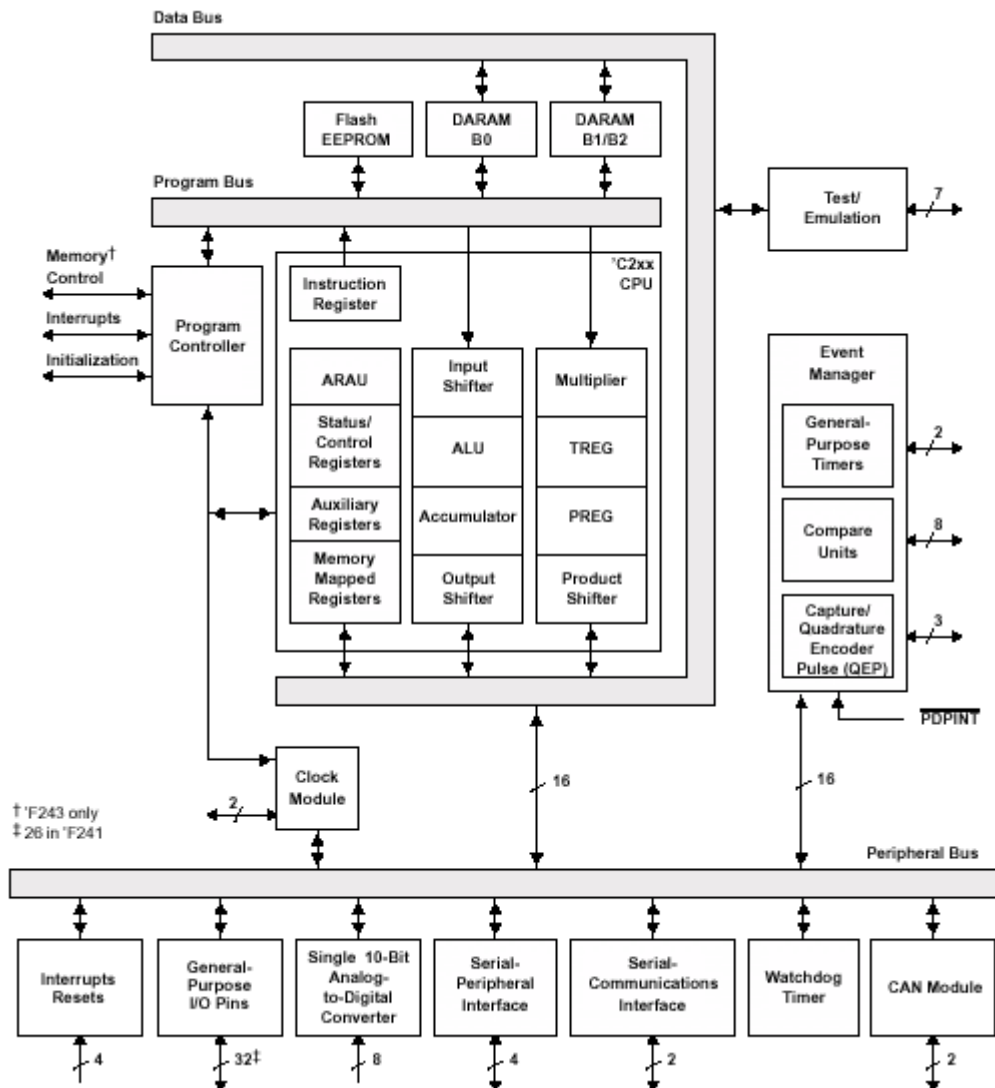 Data Bus
Flash
EEPROM
DARAM
B0
DARAM
B1/B2
Program Bus
Test/
Emulation
7
Memory†
Control
Interrupts
Initialization
Program
Controller
Instruction
Register
'C2xx
CPU
ARAU
Status/
Control
Registers
Auxiliary
Registers
Memory
Mapped
Registers
Input
Shifter
ALU
Accumulator
Output
Shifter
Multiplier
TREG
PREG
Product
Shifter
Event
Manager
General-
Purpose
Timers
2
Compare
Units
8
Capture/
Quadrature
Encoder
Pulse (QEP)
3
PDPINT
Clock
Module
2
16
16
† 'F243 only
‡ 26 in 'F241
Peripheral Bus
Interrupts
Resets
General-
Purpose
I/O Pins
Single 10-Bit
Analog-
to-Digital
Converter
Serial-
Peripheral
Interface
Serial-
Communications
Interface
Watchdog
Timer
CAN Module
4
32‡
8
4
2
2